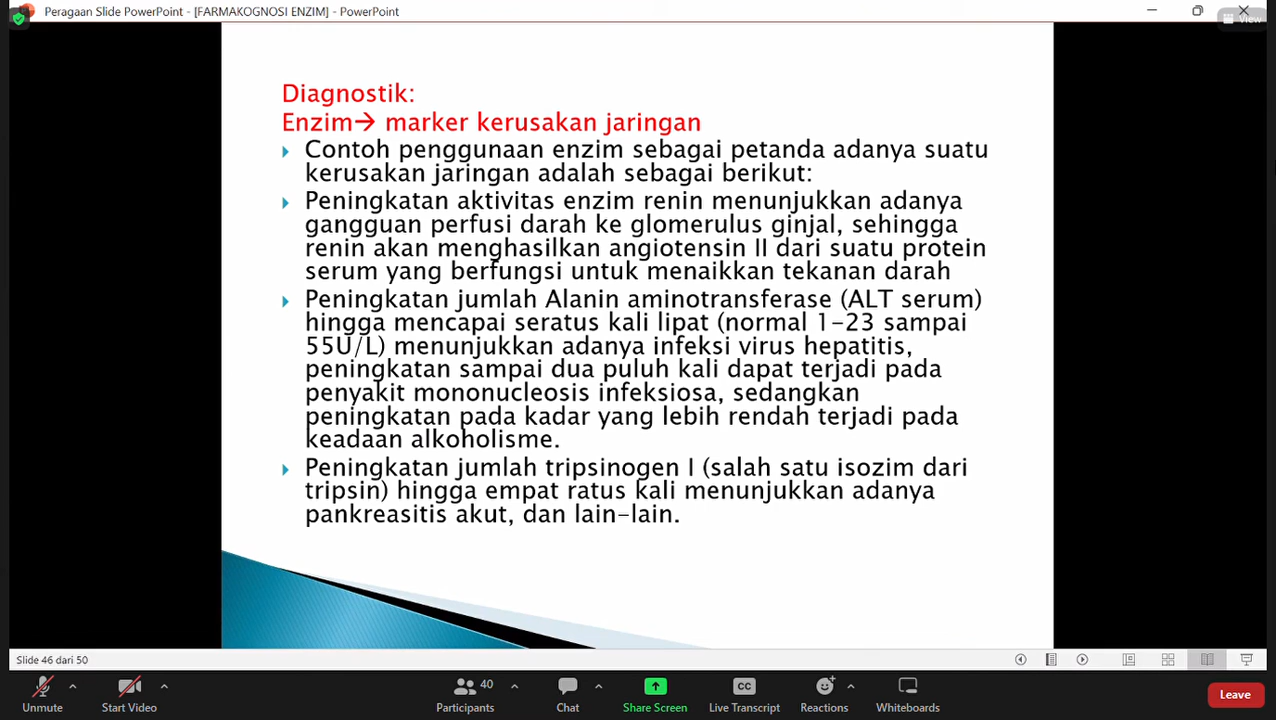 Peragaan Slide PowerPoint - [FARMAKOGNOSI ENZIM] - PowerPoint
View
Diagnostik:
Enzim→ marker kerusakan jaringan
Contoh penggunaan enzim sebagai petanda adanya suatu
kerusakan jaringan adalah sebagai berikut:
Peningkatan aktivitas enzim renin menunjukkan adanya
gangguan perfusi darah ke glomerulus ginjal, sehingga
renin akan menghasilkan angiotensin II dari suatu protein
serum yang berfungsi untuk menaikkan tekanan darah
Peningkatan jumlah Alanin aminotransferase (ALT serum)
hingga mencapai seratus kali lipat (normal 1-23 sampai
55U/L) menunjukkan adanya infeksi virus hepatitis,
peningkatan sampai dua puluh kali dapat terjadi pada
penyakit mononucleosis infeksiosa, sedangkan
peningkatan pada kadar yang lebih rendah terjadi pada
keadaan alkoholisme.
Peningkatan jumlah tripsinogen I (salah satu isozim dari
tripsin) hingga empat ratus kali menunjukkan adanya
pankreasitis akut, dan lain-lain.
Slide 46 dari 50
40
CC
Unmute
Start Video
Participants
Chat
Share Screen
Live Transcript
Reactions
Whiteboards
Leave